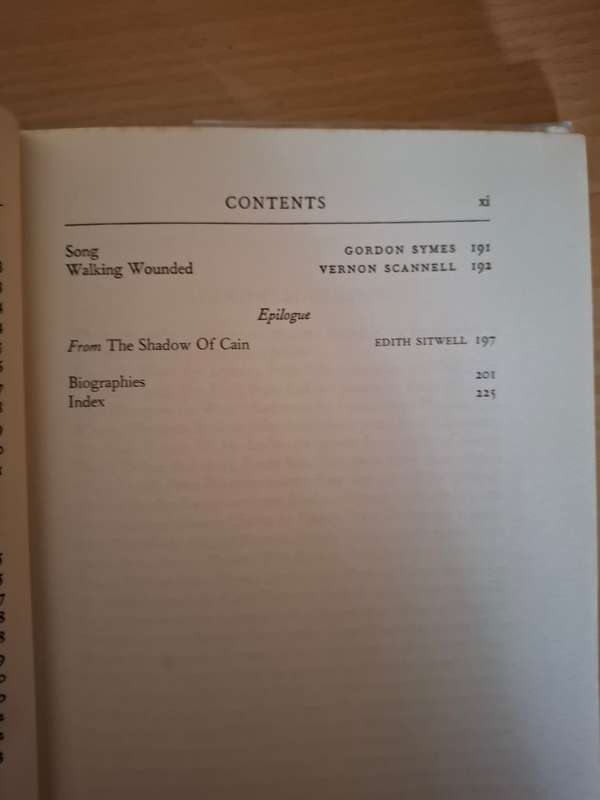 CONTENTS xi
Song GORDON SYMES 191
Walking Wounded VERNON SCANNELL 192
Epilogue
From The Shadow Of Cain EDITH SITWELL 197
Biographies 201
Index 225